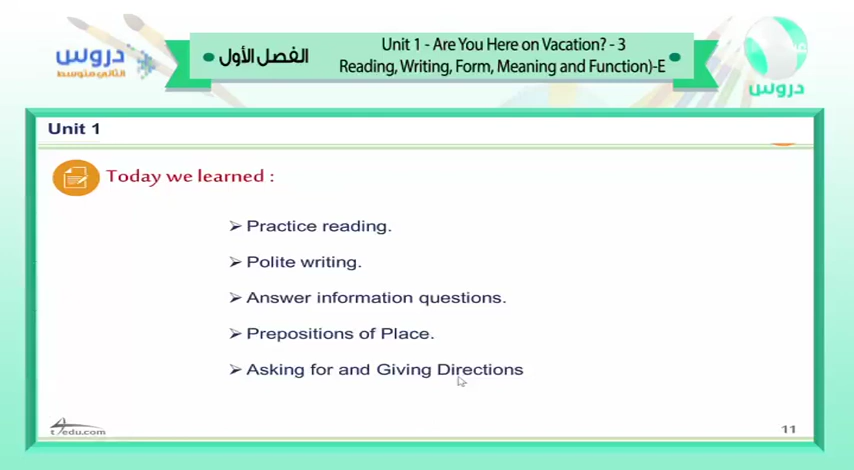 دروس
الثاني متوسط
الفصل الأول
Unit 1 - Are You Here on Vacation? - 3
Reading, Writing, Form, Meaning and Function)-E
دروس
Unit 1
Today we learned :
➢ Practice reading.
➢ Polite writing.
➢ Answer information questions.
➢ Prepositions of Place.
➢ Asking for and Giving Directions
t4edu.com
11